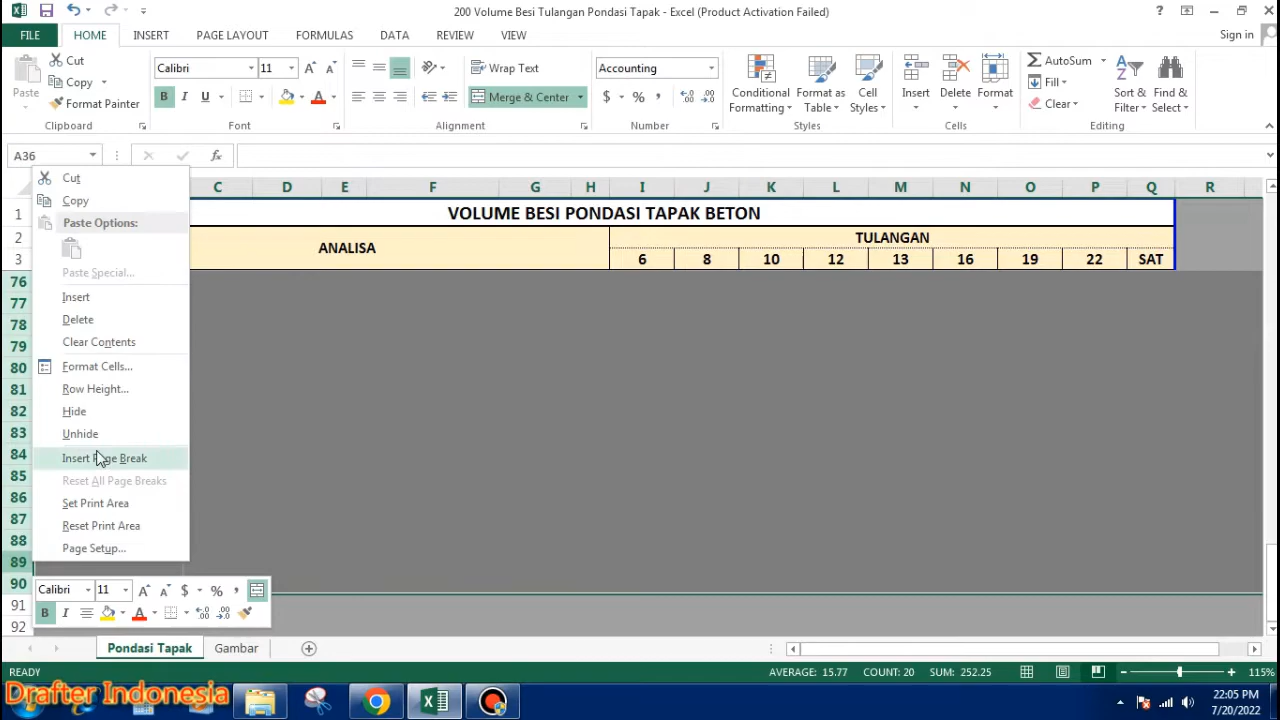 200 Volume Besi Tulangan Pondasi Tapak - Excel (Product Activation Failed)
FILE HOME INSERT PAGE LAYOUT FORMULAS DATA REVIEW VIEW Sign in
Paste
Cut
Copy
Format Painter
Clipboard
Calibri 11
B I U
Font
Wrap Text
Merge & Center
Alignment
Accounting
$ % ,
Number
Conditional Formatting
Format as Table
Cell Styles
Styles
Insert
Delete
Format
Cells
AutoSum
Fill
Clear
Sort & Filter
Find & Select
Editing
A36
fx
C D E F G H I J K L M N O P Q R
1 VOLUME BESI PONDASI TAPAK BETON
2 ANALISA TULANGAN
3 6 8 10 12 13 16 19 22 SAT
76
77
78
79
80
81
82
83
84
85
86
87
88
89
90
91
92
Cut
Copy
Paste Options:
Paste Special...
Insert
Delete
Clear Contents
Format Cells...
Row Height...
Hide
Unhide
Insert Page Break
Reset All Page Breaks
Set Print Area
Reset Print Area
Page Setup...
Calibri 11 A A $ % ,
B I A
Pondasi Tapak Gambar
READY AVERAGE: 15.77 COUNT: 20 SUM: 252.25 115%
Drafter Indonesia
22:05 PM
7/20/2022